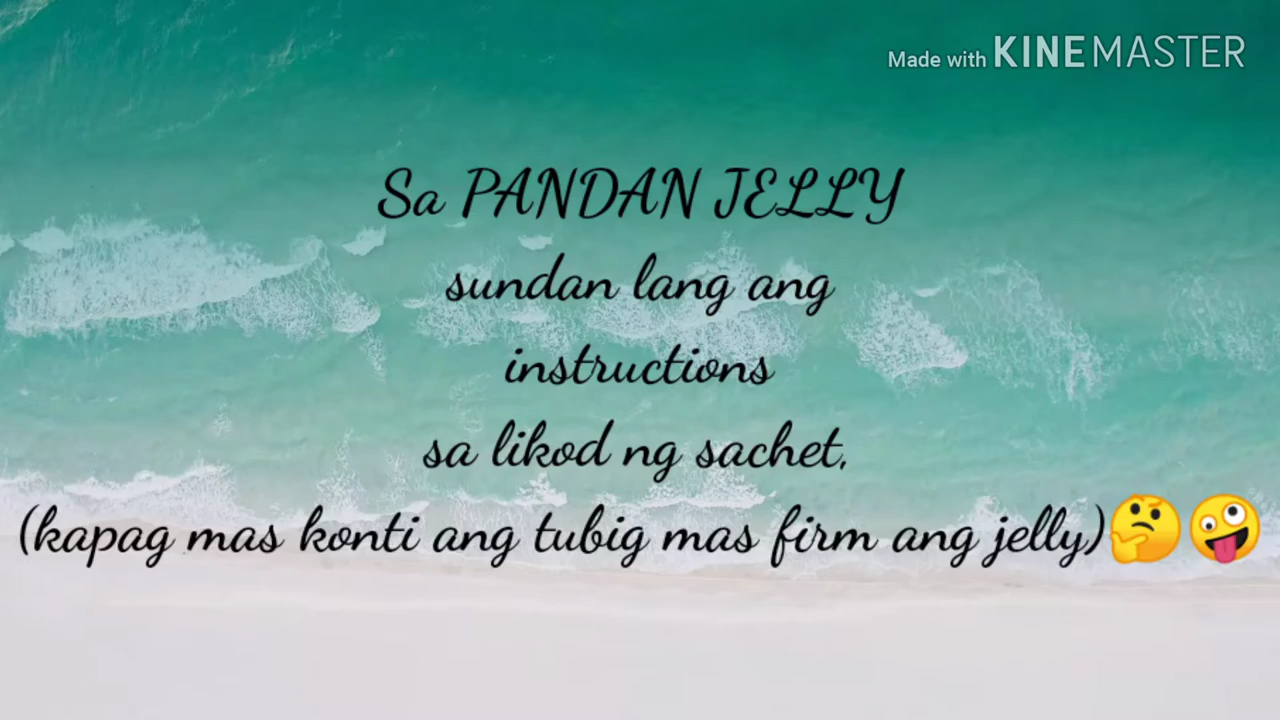 Made with KINEMASTER
Sa PANDAN JELLY
sundan lang ang
instructions
sa likod ng sachet,
(kapag mas konti ang tubig mas firm ang jelly)🤔🤪